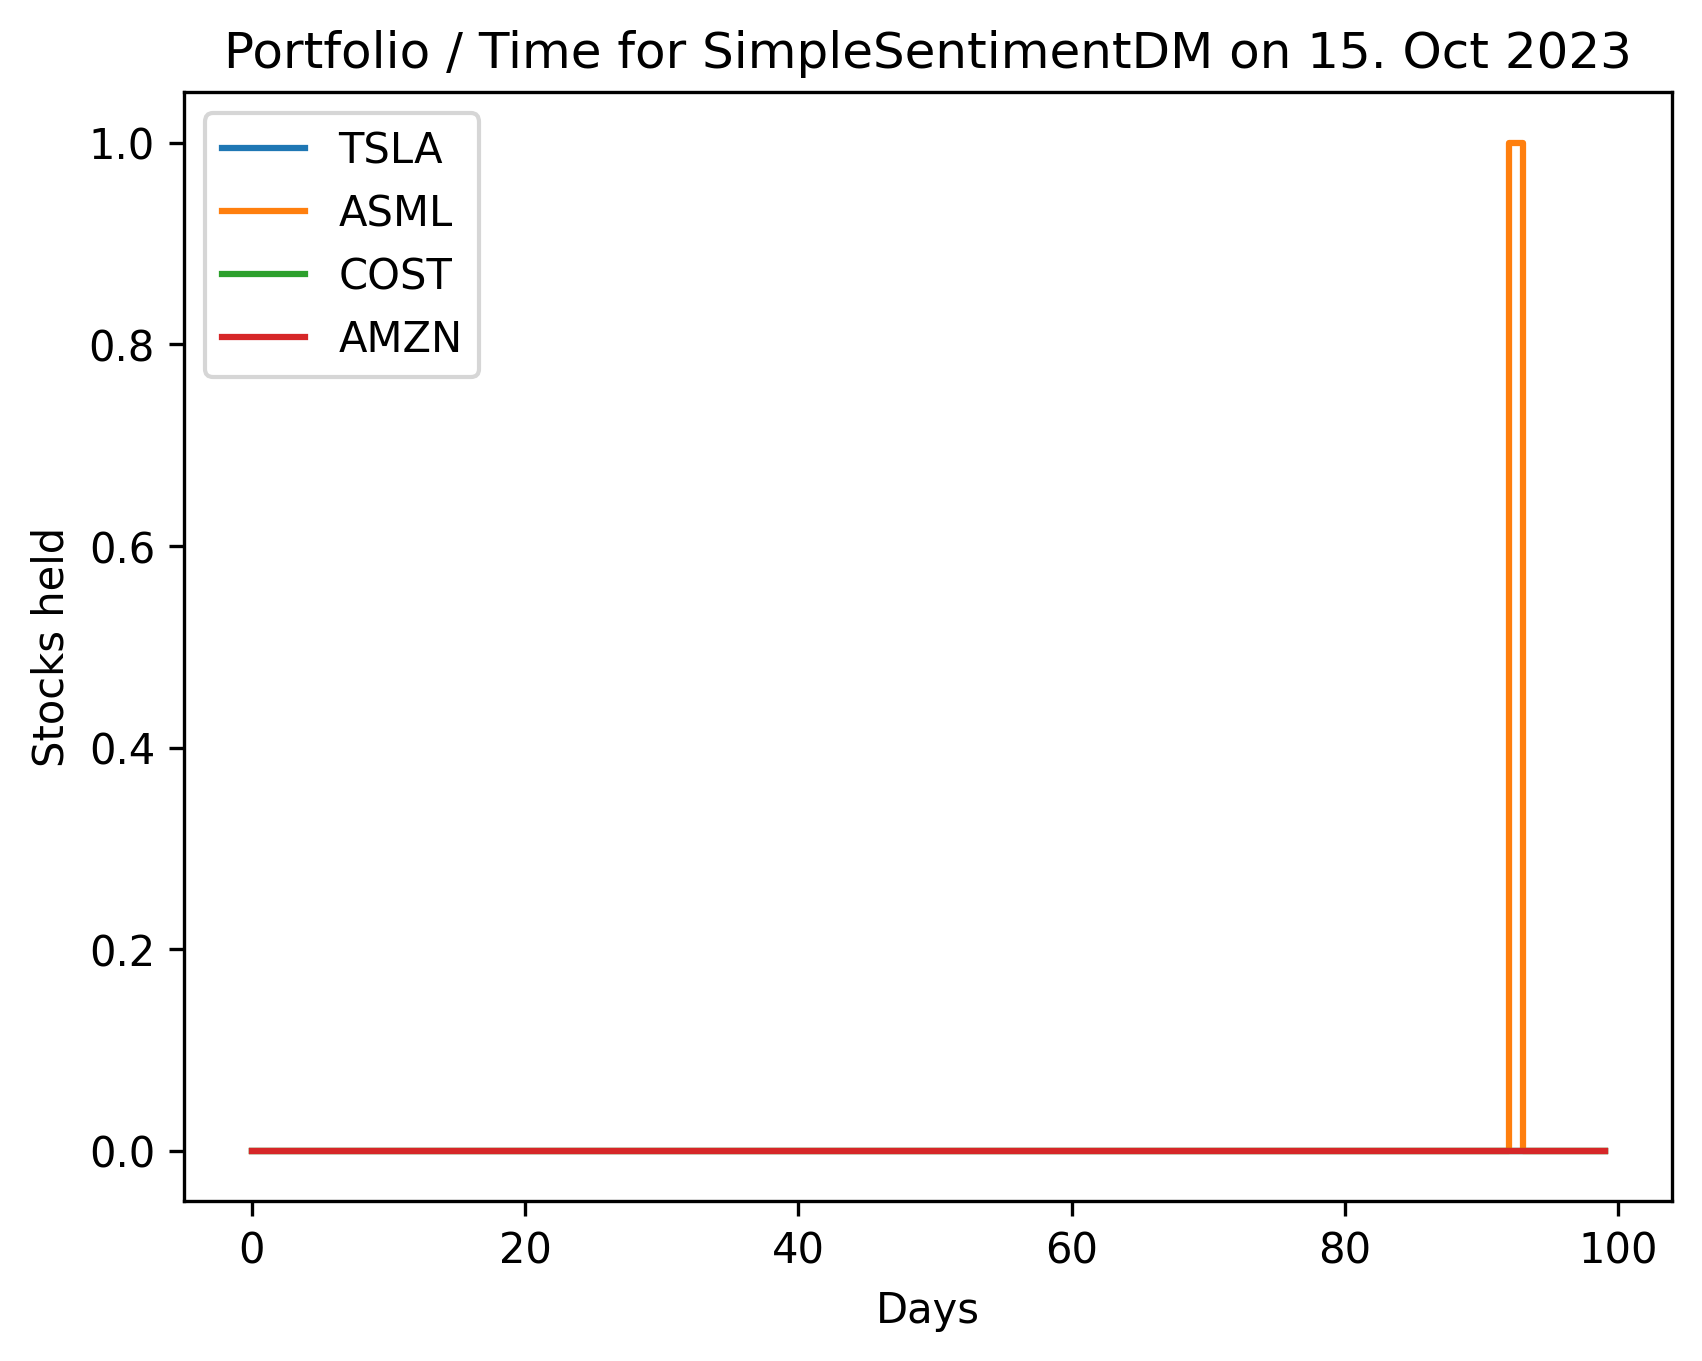 Portfolio / Time for SimpleSentimentDM on 15. Oct 2023
TSLA
ASML
COST
AMZN
1.0
0.8
0.6
0.4
0.2
0.0
Stocks held
0 20 40 60 80 100
Days